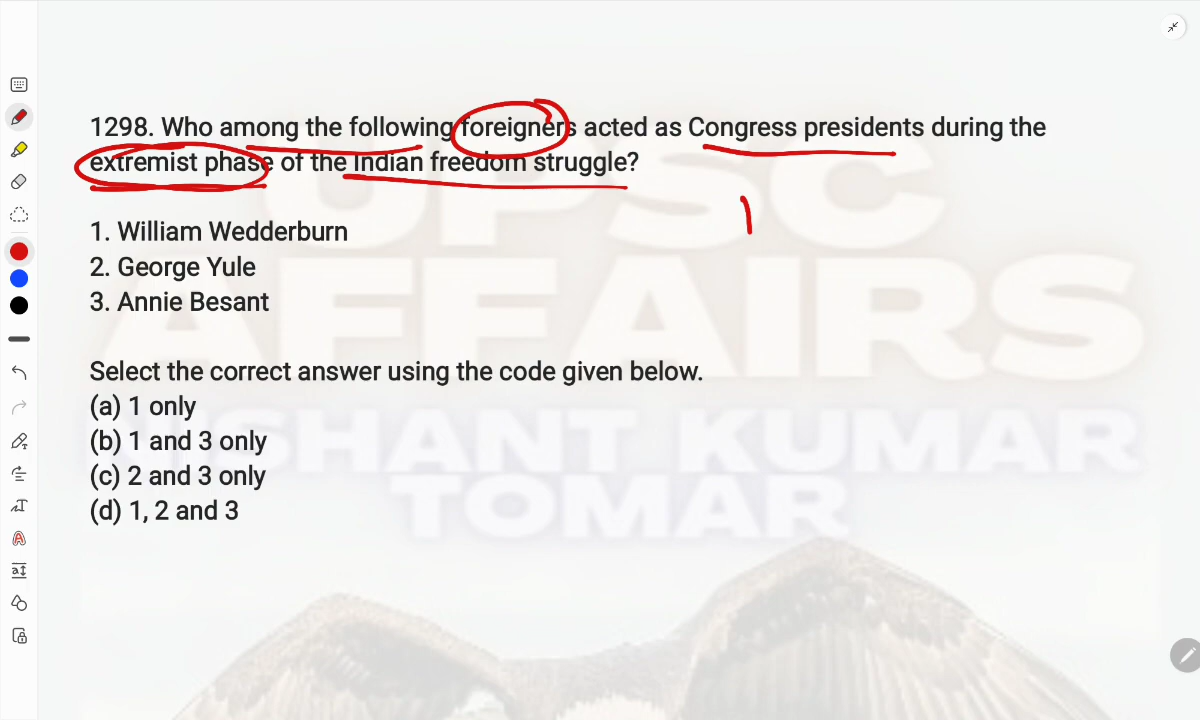 1298. Who among the following foreigners acted as Congress presidents during the
extremist phase of the Indian freedom struggle?
1. William Wedderburn
2. George Yule
3. Annie Besant
Select the correct answer using the code given below.
(a) 1 only
(b) 1 and 3 only
(c) 2 and 3 only
(d) 1, 2 and 3
UPSC
AFFAIRS
NISHANT KUMAR
TOMAR